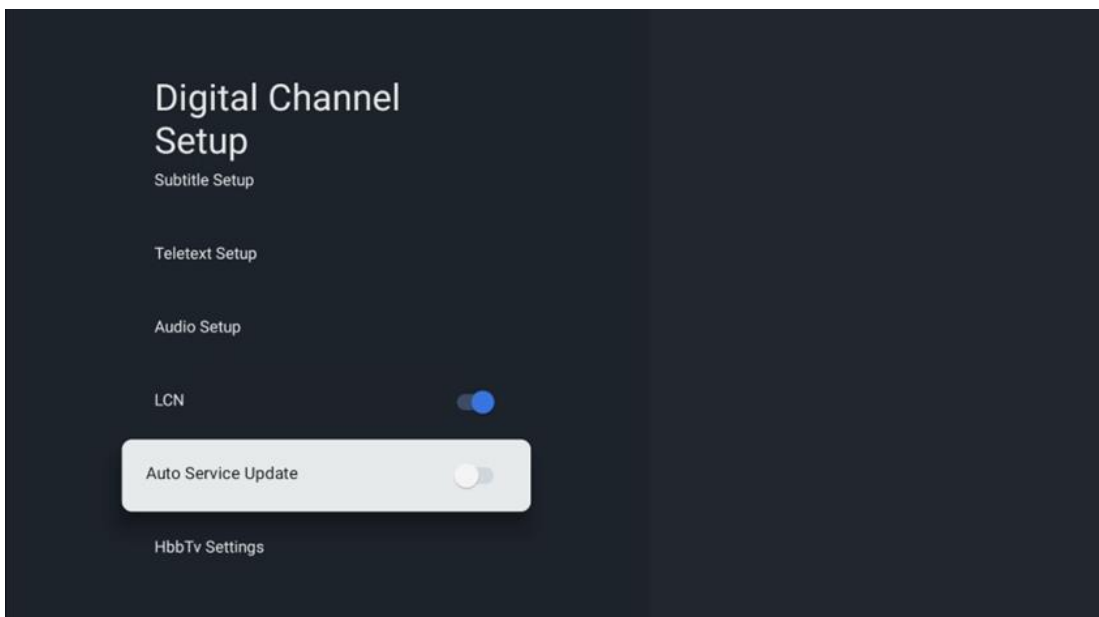 Digital Channel
Setup
Subtitle Setup
Teletext Setup
Audio Setup
LCN
Auto Service Update
HbbTv Settings